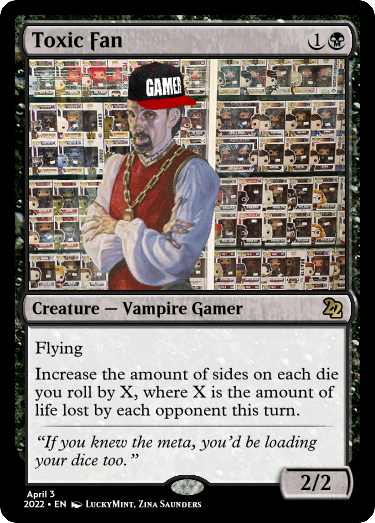 Toxic Fan 1
GAMER
Creature — Vampire Gamer 22
Flying
Increase the amount of sides on each die
you roll by X, where X is the amount of
life lost by each opponent this turn.
“If you knew the meta, you’d be loading
your dice too.”
2/2
April 3
2022 • EN LuckyMint, Zina Saunders